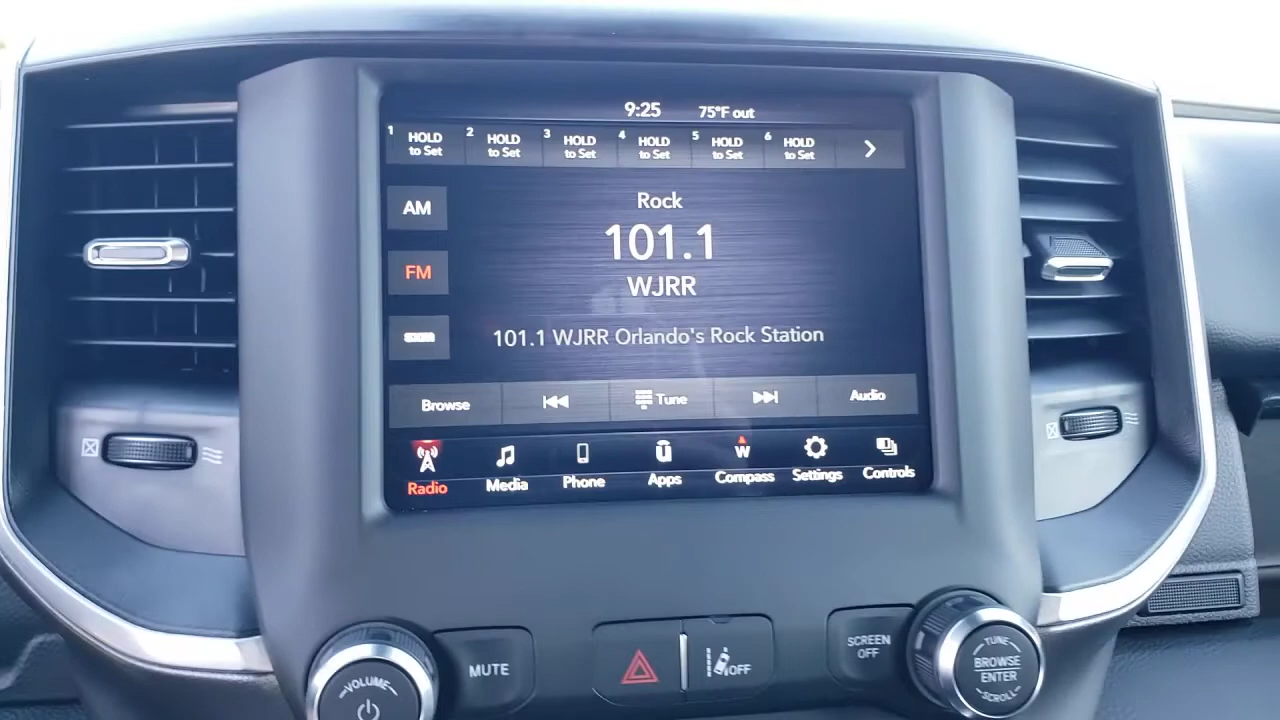 9:25 75°F out
1 HOLD to Set 2 HOLD to Set 3 HOLD to Set 4 HOLD to Set 5 HOLD to Set 6 HOLD to Set
AM
Rock
101.1
FM
WJRR
101.1 WJRR Orlando's Rock Station
Browse Tune Audio
W
Radio Media Phone Apps Compass Settings Controls
VOLUME
MUTE
OFF
SCREEN
OFF
TUNE
BROWSE
ENTER
SCROLL